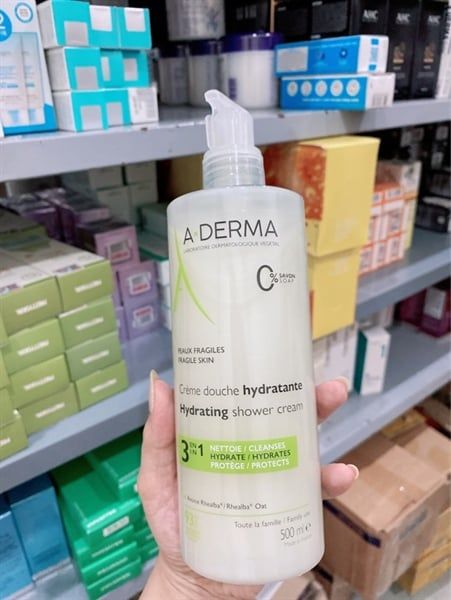 A-DERMA
LABORATOIRE DERMATOLOGIQUE VÉGÉTAL
0% SAVON
SOAP
PEAUX FRAGILES
FRAGILE SKIN
Crème douche hydratante
Hydrating shower cream
3 EN 1
IN
NETTOIE / CLEANSES
HYDRATE / HYDRATES
PROTÈGE / PROTECTS
Avoine Rhealba®/Rhealba® Oat
Toute la famille / Family use
500 ml e